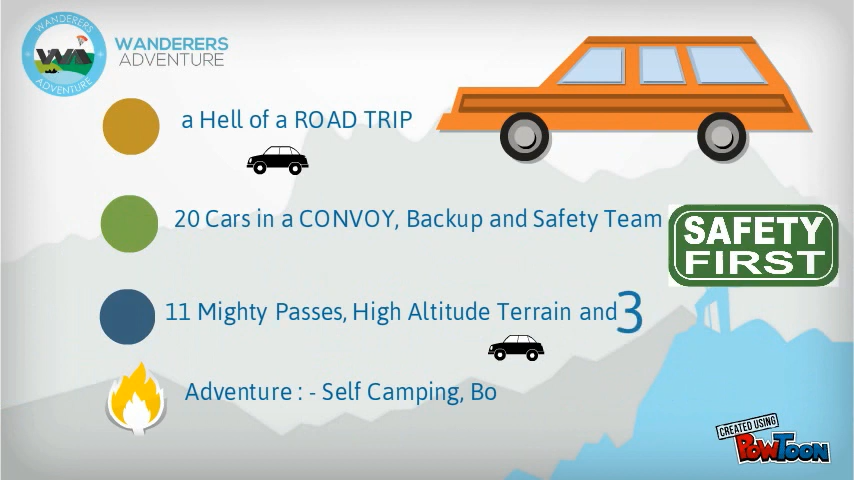 WANDERERS
WA
ADVENTURE
WANDERERS
ADVENTURE
a Hell of a ROAD TRIP
20 Cars in a CONVOY, Backup and Safety Team
SAFETY
FIRST
11 Mighty Passes, High Altitude Terrain and 3
Adventure : - Self Camping, Bo
CREATED USING
POWTOON